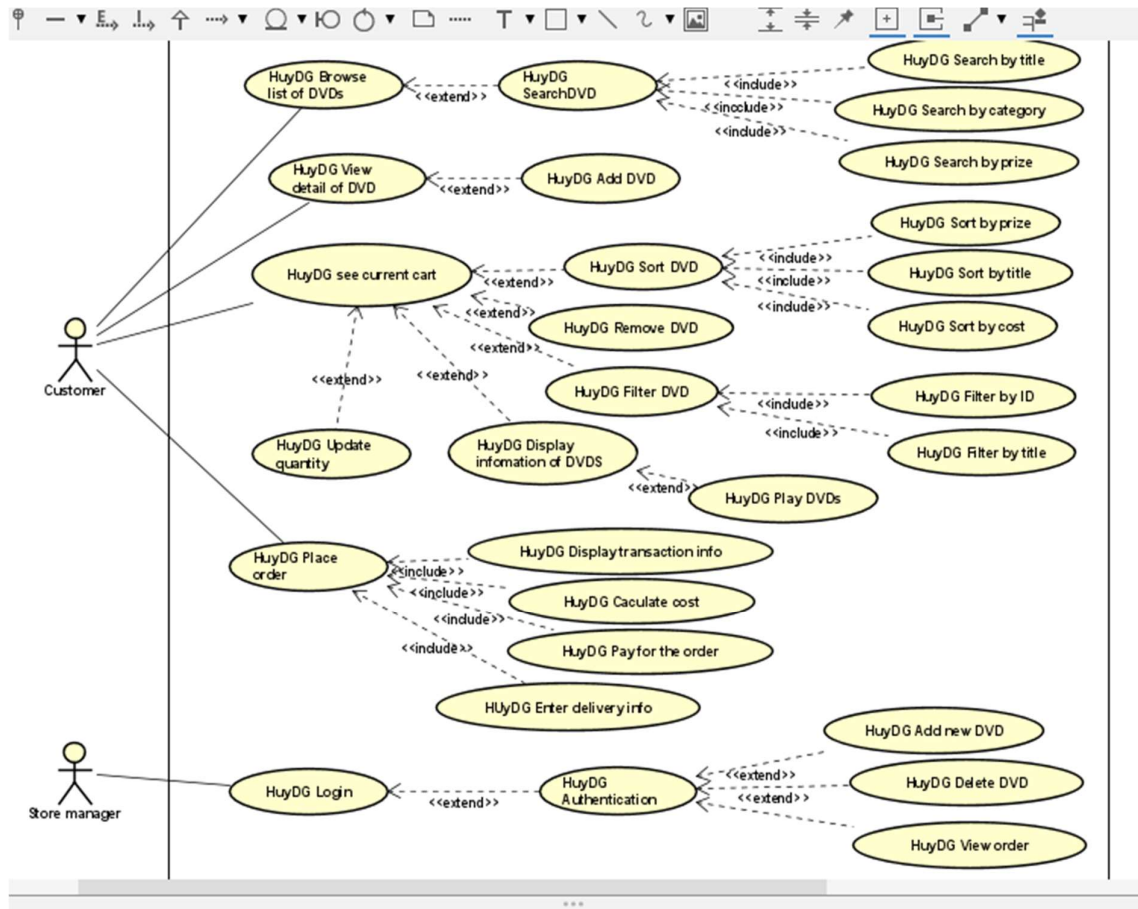 HuyDG Browse
list of DVDs
<<extend>>
HuyDG
SearchDVD
<<include>>
<<incclude>>
<<include>>
HuyDG Search by title
HuyDG Search by category
HuyDG Search by prize
HuyDG View
detail of DVD
<<extend>>
HuyDG Add DVD
HuyDG see current cart
<<extend>>
HuyDG Sort DVD
<<include>>
<<include>>
<<include>>
HuyDG Sort by prize
HuyDG Sort by title
HuyDG Sort by cost
<<extend>>
HuyDG Remove DVD
<<extend>>
HuyDG Filter DVD
<<include>>
<<include>>
HuyDG Filter by ID
HuyDG Filter by title
<<extend>>
<<extend>>
Customer
HuyDG Update
quantity
HuyDG Display
infomation of DVDS
<<extend>>
HuyDG Play DVDs
HuyDG Place
order
<<include>>
<<include>>
<<include>>
<<include>>
HuyDG Display transaction info
HuyDG Caculate cost
HuyDG Pay for the order
HUyDG Enter delivery info
Store manager
HuyDG Login
<<extend>>
HuyDG
Authentication
<<extend>>
<<extend>>
HuyDG Add new DVD
HuyDG Delete DVD
HuyDG View order